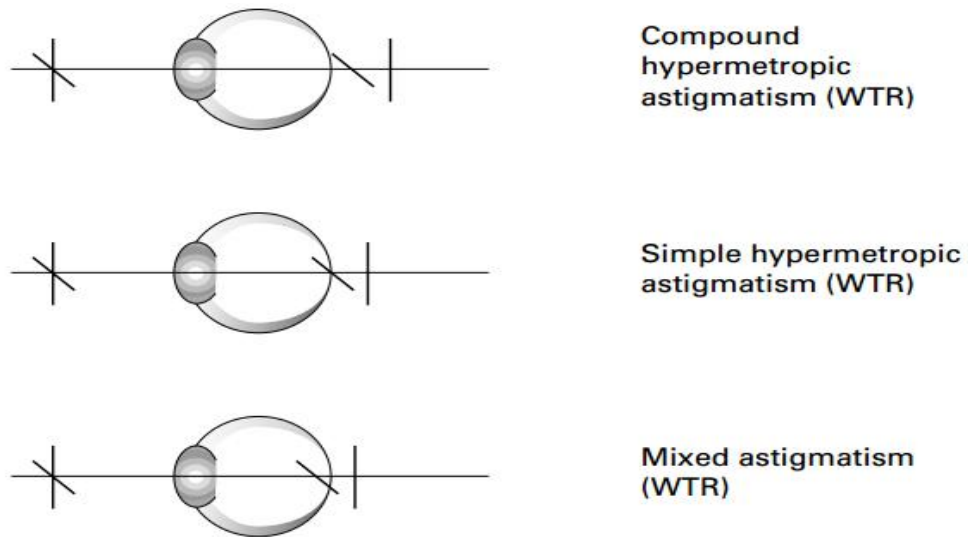 Compound
hypermetropic
astigmatism (WTR)
Simple hypermetropic
astigmatism (WTR)
Mixed astigmatism
(WTR)